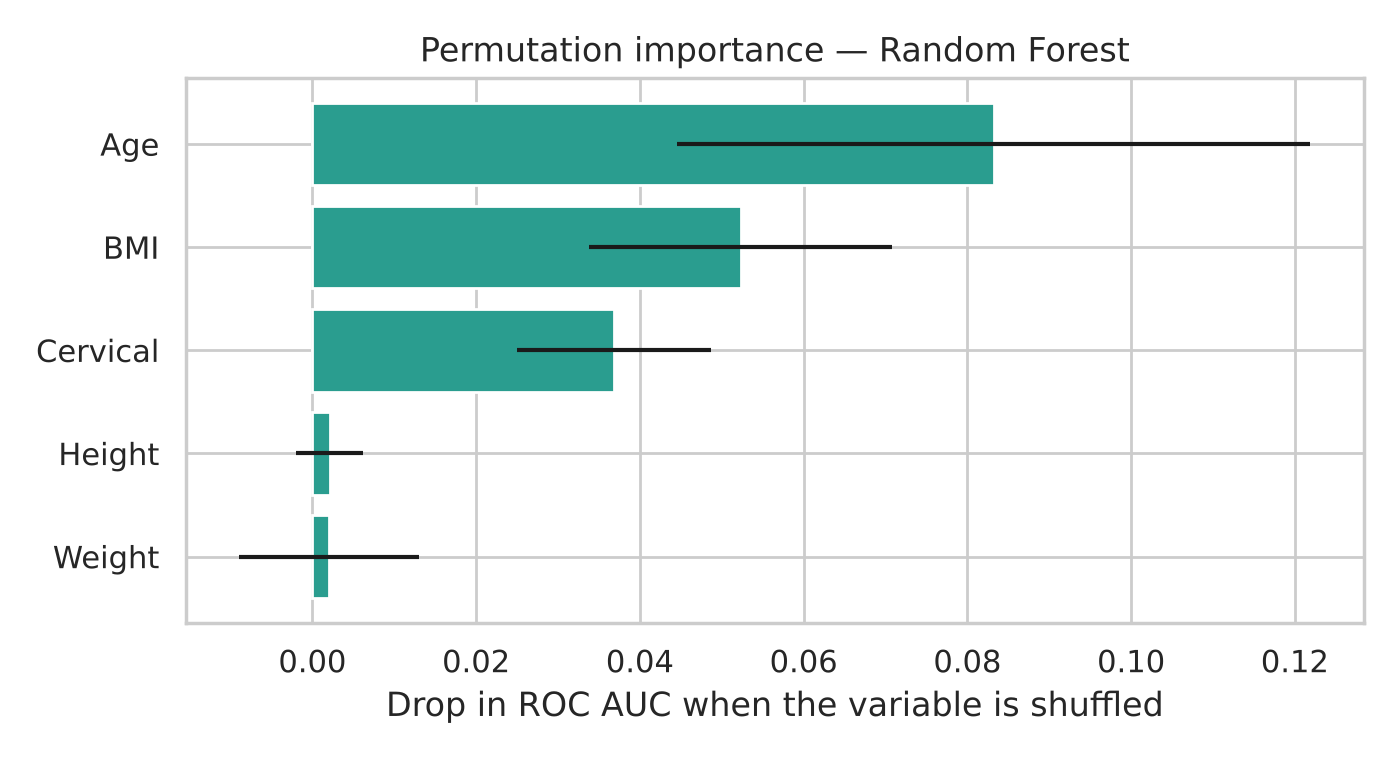 Permutation importance — Random Forest
Age
BMI
Cervical
Height
Weight
0.00 0.02 0.04 0.06 0.08 0.10 0.12
Drop in ROC AUC when the variable is shuffled